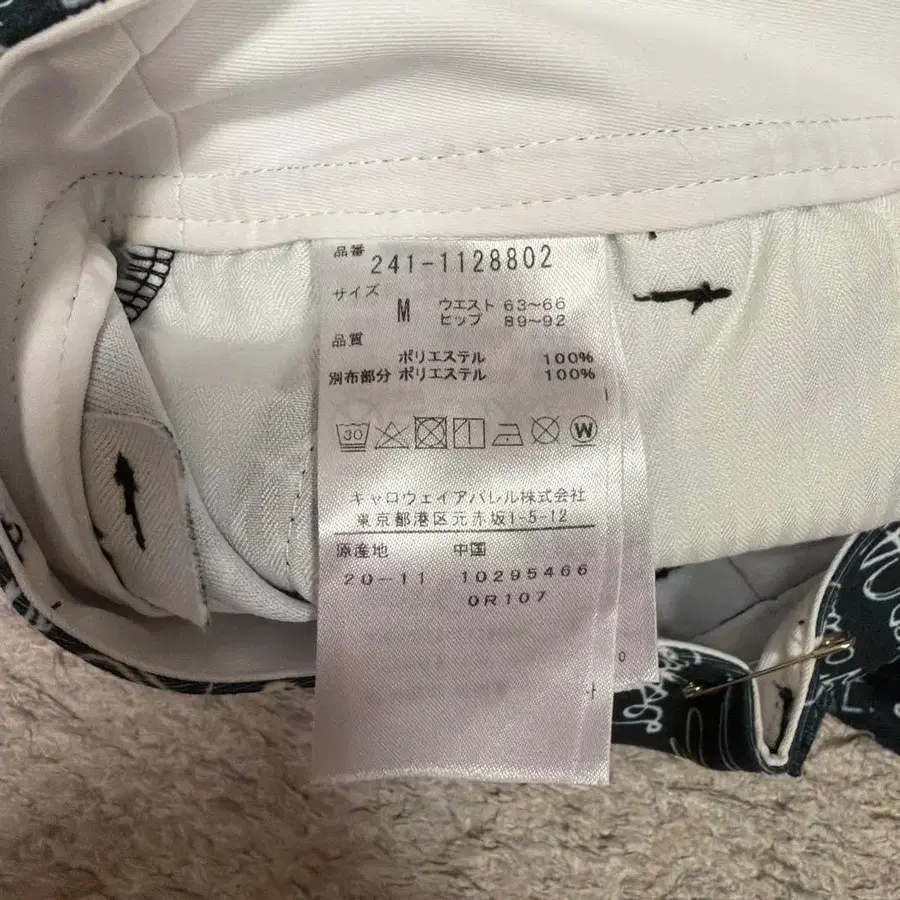 品番
241-1128802
サイズ
M ウエスト 63~66
ヒップ 89~92
品質
ポリエステル 100%
別布部分 ポリエステル 100%
30 W
キャロウェイアパレル株式会社
東京都港区元赤坂1-5-12
原産地 中国
20-11 10295466
0R107
0